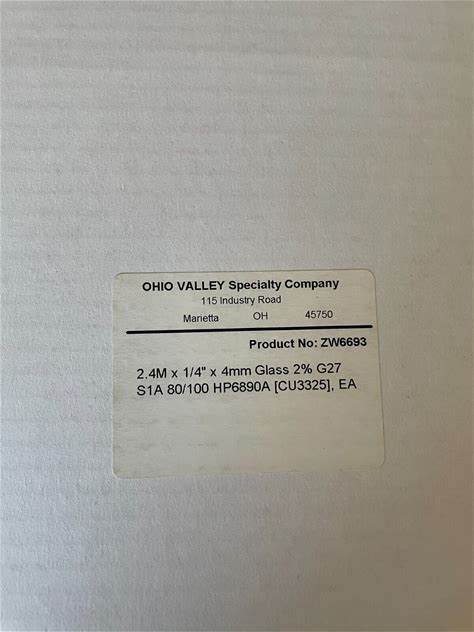 OHIO VALLEY Specialty Company
115 Industry Road
Marietta OH 45750
Product No: ZW6693
2.4M x 1/4" x 4mm Glass 2% G27
S1A 80/100 HP6890A [CU3325], EA